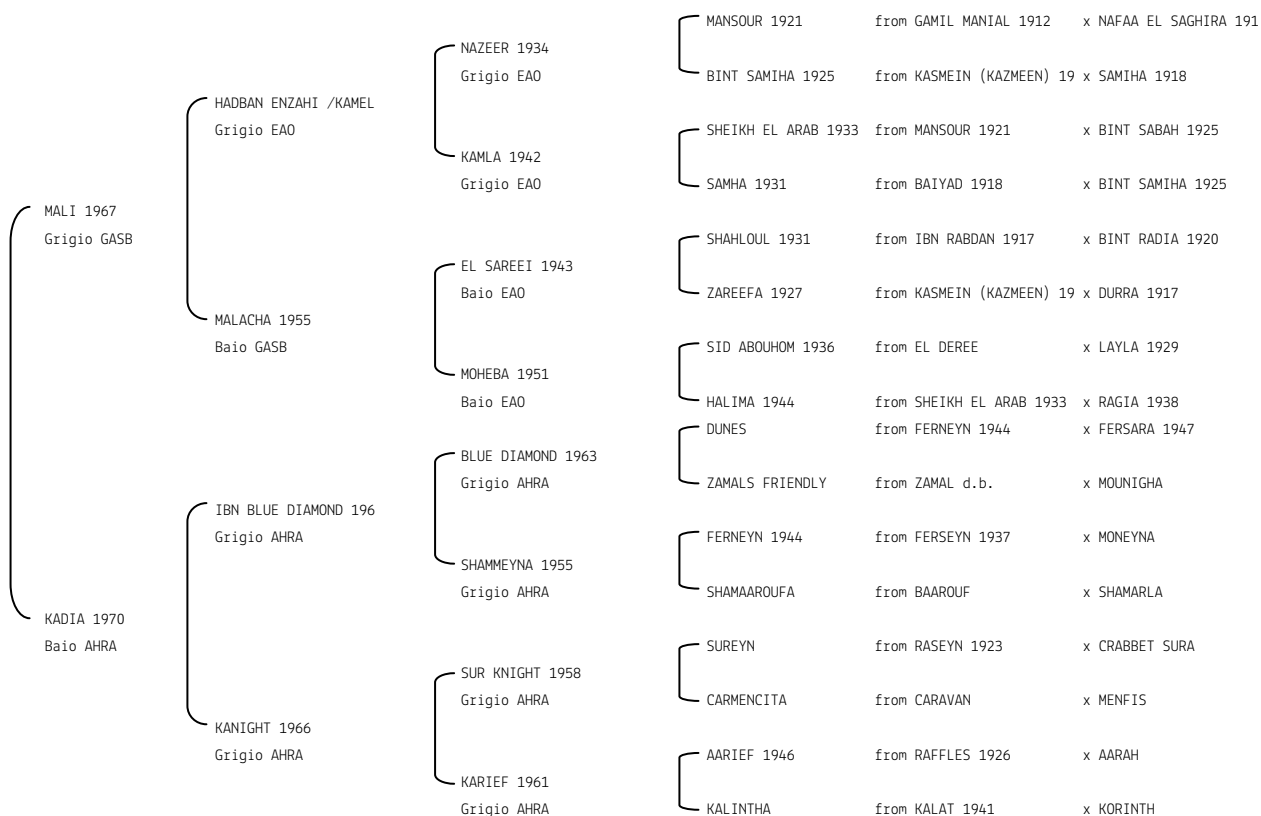 MANSOUR 1921 from GAMIL MANIAL 1912 x NAFAA EL SAGHIRA 191
NAZEER 1934
Grigio EAO BINT SAMIHA 1925 from KASMEIN (KAZMEEN) 19 x SAMIHA 1918
HADBAN ENZAHI /KAMEL
Grigio EAO SHEIKH EL ARAB 1933 from MANSOUR 1921 x BINT SABAH 1925
KAMLA 1942
Grigio EAO SAMHA 1931 from BAIYAD 1918 x BINT SAMIHA 1925
MALI 1967
Grigio GASB SHAHLOUL 1931 from IBN RABDAN 1917 x BINT RADIA 1920
EL SAREEI 1943
Baio EAO ZAREEFA 1927 from KASMEIN (KAZMEEN) 19 x DURRA 1917
MALACHA 1955
Baio GASB SID ABOUHOM 1936 from EL DEREE x LAYLA 1929
MOHEBA 1951
Baio EAO HALIMA 1944 from SHEIKH EL ARAB 1933 x RAGIA 1938
DUNES from FERNEYN 1944 x FERSARA 1947
BLUE DIAMOND 1963
Grigio AHRA ZAMALS FRIENDLY from ZAMAL d.b. x MOUNIGHA
IBN BLUE DIAMOND 196
Grigio AHRA FERNEYN 1944 from FERSEYN 1937 x MONEYNA
SHAMMEYNA 1955
Grigio AHRA SHAMAAROUFA from BAAROUF x SHAMARLA
KADIA 1970
Baio AHRA SUREYN from RASEYN 1923 x CRABBET SURA
SUR KNIGHT 1958
Grigio AHRA CARMENCITA from CARAVAN x MENFIS
KANIGHT 1966
Grigio AHRA AARIEF 1946 from RAFFLES 1926 x AARAH
KARIEF 1961
Grigio AHRA KALINTHA from KALAT 1941 x KORINTH